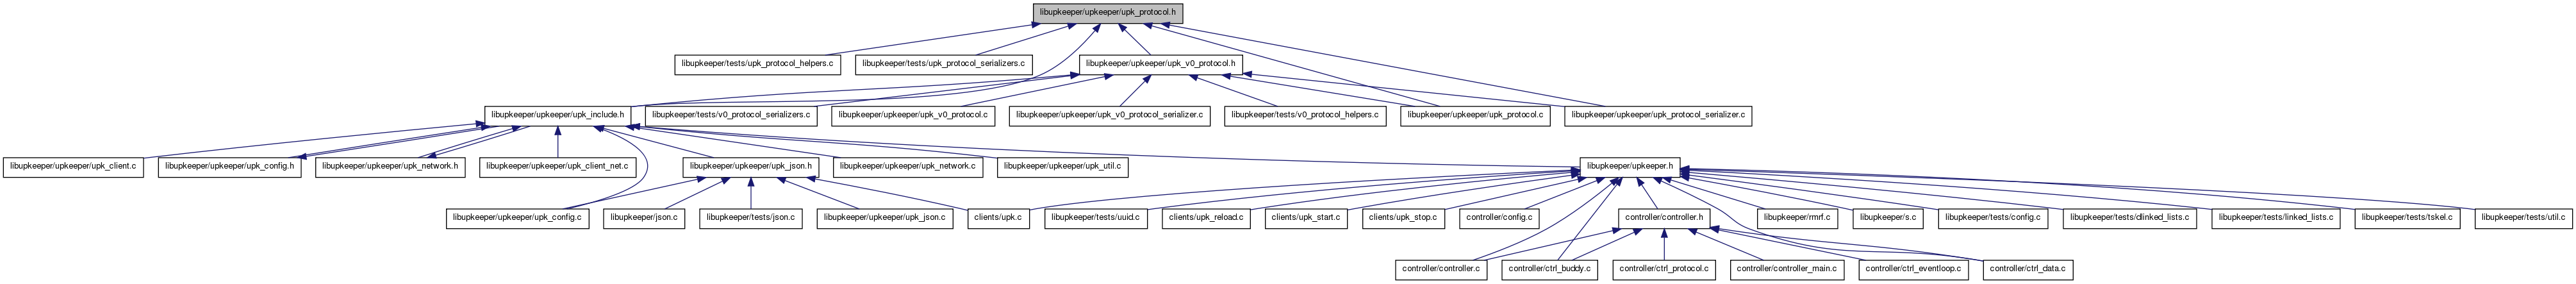 libupkeeper/upkeeper/upk_protocol.h
libupkeeper/tests/upk_protocol_helpers.c
libupkeeper/tests/upk_protocol_serializers.c
libupkeeper/upkeeper/upk_v0_protocol.h
libupkeeper/upkeeper/upk_include.h
libupkeeper/tests/v0_protocol_serializers.c
libupkeeper/upkeeper/upk_v0_protocol.c
libupkeeper/upkeeper/upk_v0_protocol_serializer.c
libupkeeper/tests/v0_protocol_helpers.c
libupkeeper/upkeeper/upk_protocol.c
libupkeeper/upkeeper/upk_protocol_serializer.c
libupkeeper/upkeeper/upk_client.c
libupkeeper/upkeeper/upk_config.h
libupkeeper/upkeeper/upk_network.h
libupkeeper/upkeeper/upk_client_net.c
libupkeeper/upkeeper/upk_json.h
libupkeeper/upkeeper/upk_network.c
libupkeeper/upkeeper/upk_util.c
libupkeeper/upkeeper.h
libupkeeper/upkeeper/upk_config.c
libupkeeper/json.c
libupkeeper/tests/json.c
libupkeeper/upkeeper/upk_json.c
clients/upk.c
libupkeeper/tests/uuid.c
clients/upk_reload.c
clients/upk_start.c
clients/upk_stop.c
controller/config.c
controller/controller.h
libupkeeper/rmrf.c
libupkeeper/s.c
libupkeeper/tests/config.c
libupkeeper/tests/dlinked_lists.c
libupkeeper/tests/linked_lists.c
libupkeeper/tests/tskel.c
libupkeeper/tests/util.c
controller/controller.c
controller/ctrl_buddy.c
controller/ctrl_protocol.c
controller/controller_main.c
controller/ctrl_eventloop.c
controller/ctrl_data.c